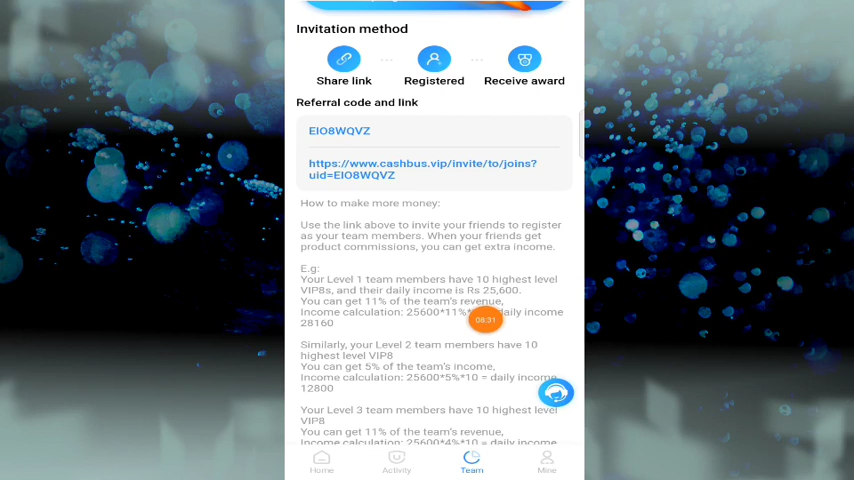 Invitation method
Share link
Registered
Receive award
Referral code and link
EIO8WQVZ
https://www.cashbus.vip/invite/to/joins?
uid=EIO8WQVZ
How to make more money:
Use the link above to invite your friends to register
as your team members. When your friends get
product commissions, you can get extra income.
E.g:
Your Level 1 team members have 10 highest level
VIP8s, and their daily income is Rs 25,600.
You can get 11% of the team's revenue,
Income calculation: 25600*11%* daily income
28160
08:31
Similarly, your Level 2 team members have 10
highest level VIP8
You can get 5% of the team's income,
Income calculation: 25600*5%*10 = daily income
12800
Your Level 3 team members have 10 highest level
VIP8
You can get 11% of the team's revenue,
Income calculation: 25600*4%*10 = daily income
Home
Activity
Team
Mine